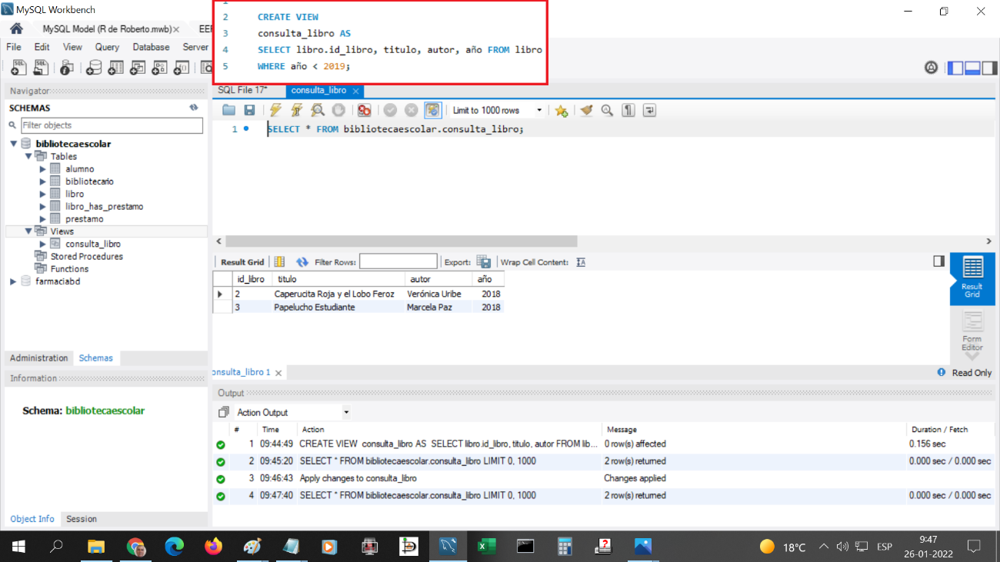 MySQL Workbench
MySQL Model (R de Roberto.mwb) × EER
File Edit View Query Database Server
2 CREATE VIEW
3 consulta_libro AS
4 SELECT libro.id_libro, titulo, autor, año FROM libro
5 WHERE año < 2019;
Navigator
SCHEMAS
Filter objects
bibliotecaescolar
Tables
alumno
bibliotecario
libro
libro_has_prestamo
prestamo
Views
consulta_libro
Stored Procedures
Functions
farmaciabd
Administration Schemas
Information
Schema: bibliotecaescolar
Object Info Session
SQL File 17* consulta_libro ×
Limit to 1000 rows
1 SELECT * FROM bibliotecaescolar.consulta_libro;
Result Grid Filter Rows: Export: Wrap Cell Content:
id_libro titulo autor año
2 Caperucita Roja y el Lobo Feroz Verónica Uribe 2018
3 Papelucho Estudiante Marcela Paz 2018
Result
Grid
Form
Editor
onsulta_libro 1 × Read Only
Output
Action Output
# Time Action Message Duration / Fetch
1 09:44:49 CREATE VIEW consulta_libro AS SELECT libro.id_libro, titulo, autor FROM lib... 0 row(s) affected 0.156 sec
2 09:45:20 SELECT * FROM bibliotecaescolar.consulta_libro LIMIT 0, 1000 2 row(s) returned 0.000 sec / 0.000 sec
3 09:46:43 Apply changes to consulta_libro Changes applied
4 09:47:40 SELECT * FROM bibliotecaescolar.consulta_libro LIMIT 0, 1000 2 row(s) returned 0.000 sec / 0.000 sec
18°C ESP 9:47
26-01-2022